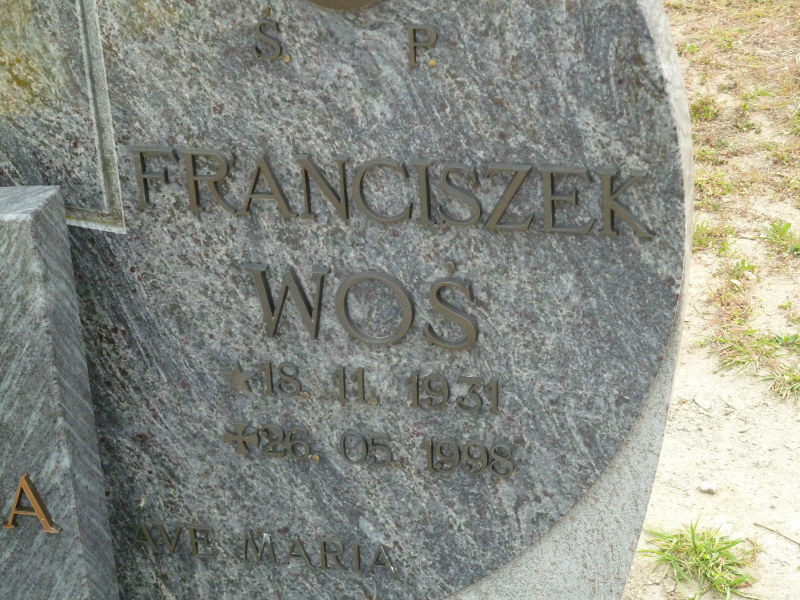 S. P.
FRANCISZEK
WOŚ
★18. 11. 1931
✝26. 05. 1998
A
AVE MARIA